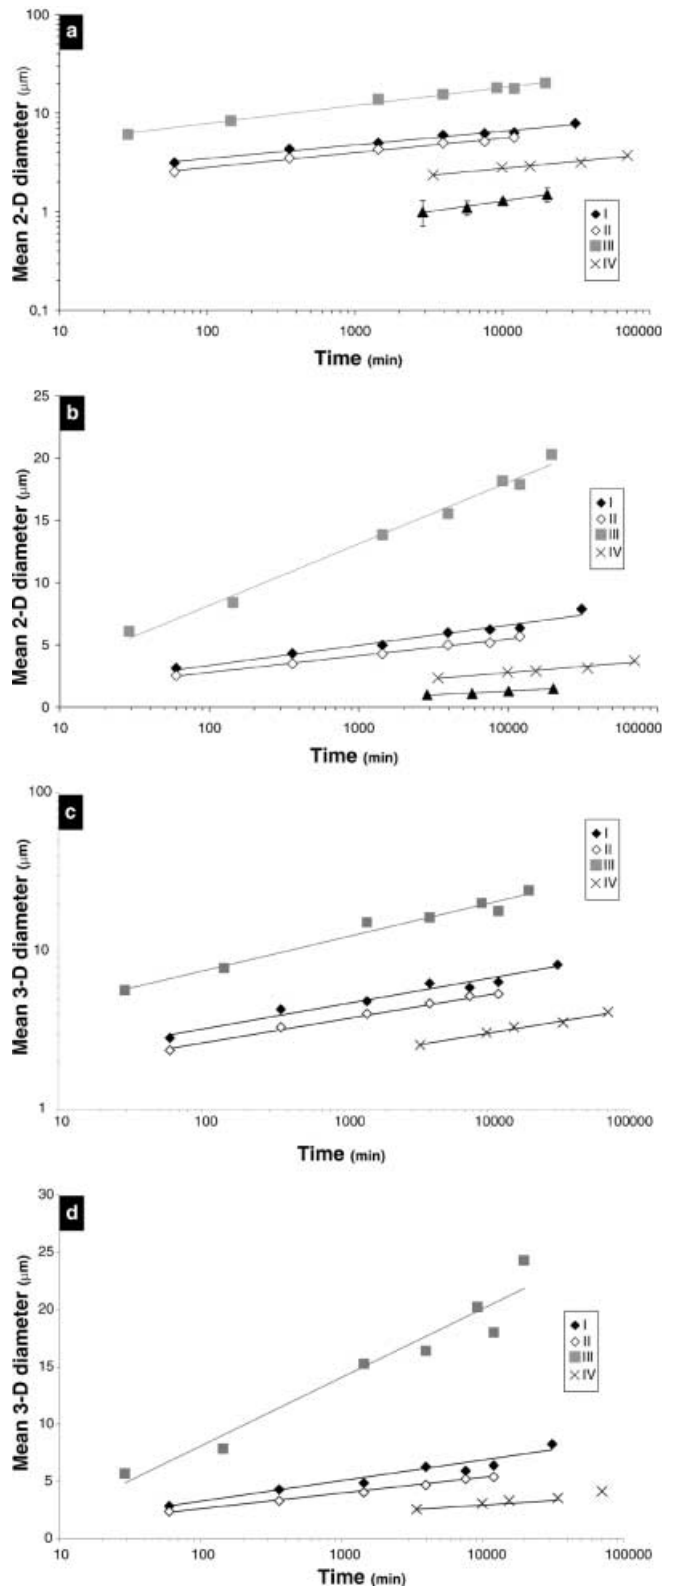 a
100
10
1
0,1
Mean 2-D diameter (μm)
10 100 1000 10000 100000
Time (min)
I
II
III
IV
b
25
20
15
10
5
0
Mean 2-D diameter (μm)
10 100 1000 10000 100000
Time (min)
I
II
III
IV
c
100
10
1
Mean 3-D diameter (μm)
10 100 1000 10000 100000
Time (min)
I
II
III
IV
d
30
25
20
15
10
5
0
Mean 3-D diameter (μm)
10 100 1000 10000 100000
Time (min)
I
II
III
IV